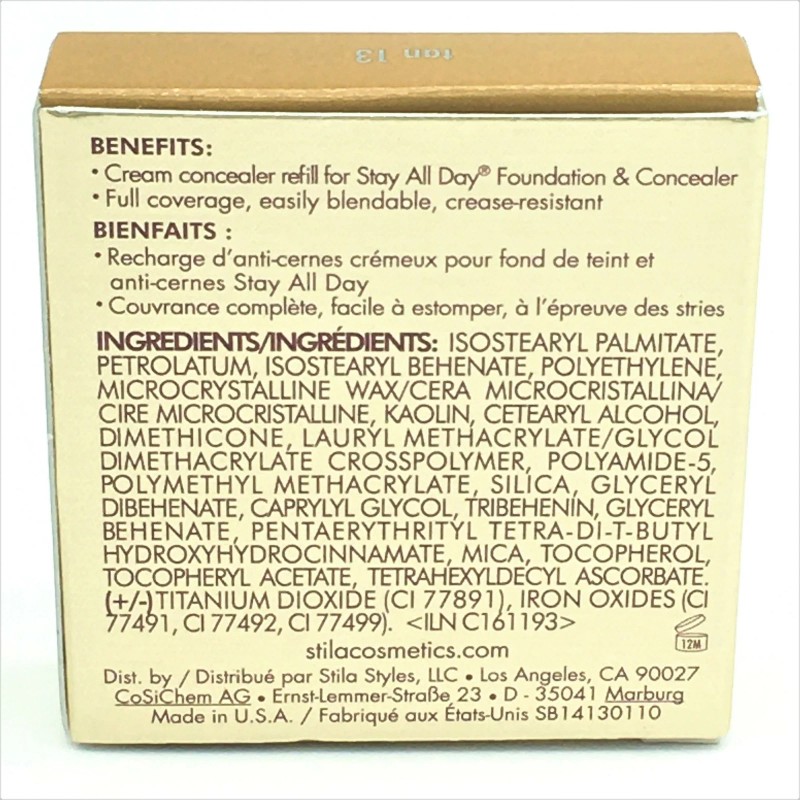 tan 13
BENEFITS:
• Cream concealer refill for Stay All Day® Foundation & Concealer
• Full coverage, easily blendable, crease-resistant
BIENFAITS :
• Recharge d'anti-cernes crémeux pour fond de teint et
anti-cernes Stay All Day
• Couvrance complète, facile à estomper, à l'épreuve des stries
INGREDIENTS/INGRÉDIENTS: ISOSTEARYL PALMITATE,
PETROLATUM, ISOSTEARYL BEHENATE, POLYETHYLENE,
MICROCRYSTALLINE WAX/CERA MICROCRISTALLINA/
CIRE MICROCRISTALLINE, KAOLIN, CETEARYL ALCOHOL,
DIMETHICONE, LAURYL METHACRYLATE/GLYCOL
DIMETHACRYLATE CROSSPOLYMER, POLYAMIDE-5,
POLYMETHYL METHACRYLATE, SILICA, GLYCERYL
DIBEHENATE, CAPRYLYL GLYCOL, TRIBEHENIN, GLYCERYL
BEHENATE, PENTAERYTHRITYL TETRA-DI-T-BUTYL
HYDROXYHYDROCINNAMATE, MICA, TOCOPHEROL,
TOCOPHERYL ACETATE, TETRAHEXYLDECYL ASCORBATE.
(+/-)TITANIUM DIOXIDE (CI 77891), IRON OXIDES (CI
77491, CI 77492, CI 77499). <ILN C161193>
12M
stilacosmetics.com
Dist. by / Distribué par Stila Styles, LLC • Los Angeles, CA 90027
CoSiChem AG • Ernst-Lemmer-Straße 23 • D - 35041 Marburg
Made in U.S.A. / Fabriqué aux États-Unis SB14130110